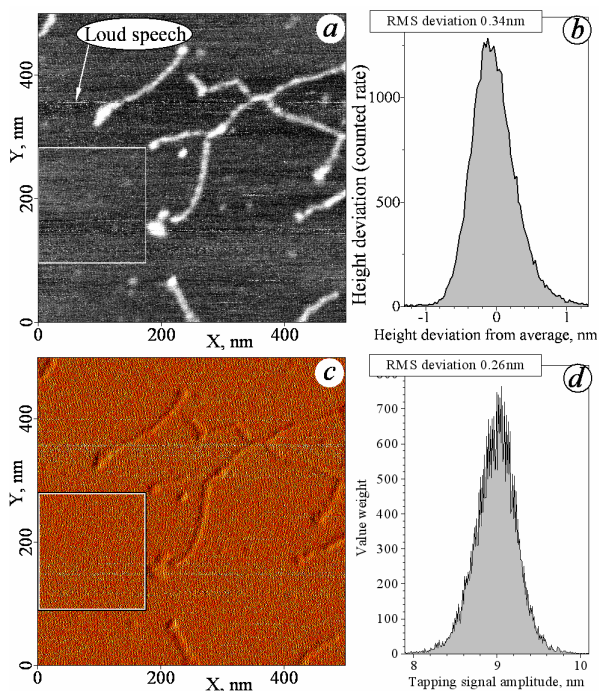 Loud speech
a
Y, nm
400
200
0
0
200
400
X, nm
RMS deviation 0.34nm
b
Height deviation (counted rate)
1000
500
0
-1
0
1
Height deviation from average, nm
c
Y, nm
400
200
0
0
200
400
X, nm
RMS deviation 0.26nm
d
Value weight
800
700
600
500
400
300
200
100
0
8
9
10
Tapping signal amplitude, nm